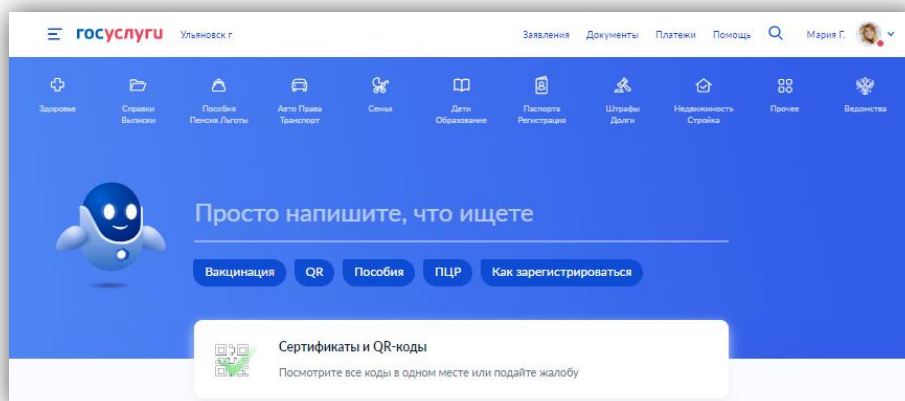 госуслуги Ульяновск г Заявления Документы Платежи Помощь Мария Г.
Здоровье Справки Пособия Авто Права Семья Дети Паспорта Штрафы Недвижимость Прочее Ведомства
Выписки Пенсия Льготы Транспорт Образование Регистрация Долги Стройка
Просто напишите, что ищете
Вакцинация QR Пособия ПЦР Как зарегистрироваться
Сертификаты и QR-коды
Посмотрите все коды в одном месте или подайте жалобу